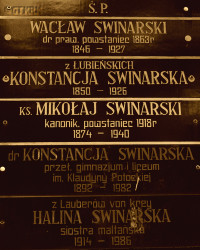 Ś.P.
WACŁAW SWINARSKI
dr praw, powstaniec 1863r
1846 - 1927
z ŁUBIEŃSKICH
KONSTANCJA SWINARSKA
1850 - 1926
KS. MIKOŁAJ SWINARSKI
kanonik, powstaniec 1918r
1874 - 1940
dr KONSTANCJA SWINARSKA
przeł. gimnazjum i liceum
im. Klaudyny Potockiej
1892 - 1982
z Lauberów von krey
HALINA SWINARSKA
siostra maltańska
1914 - 1986